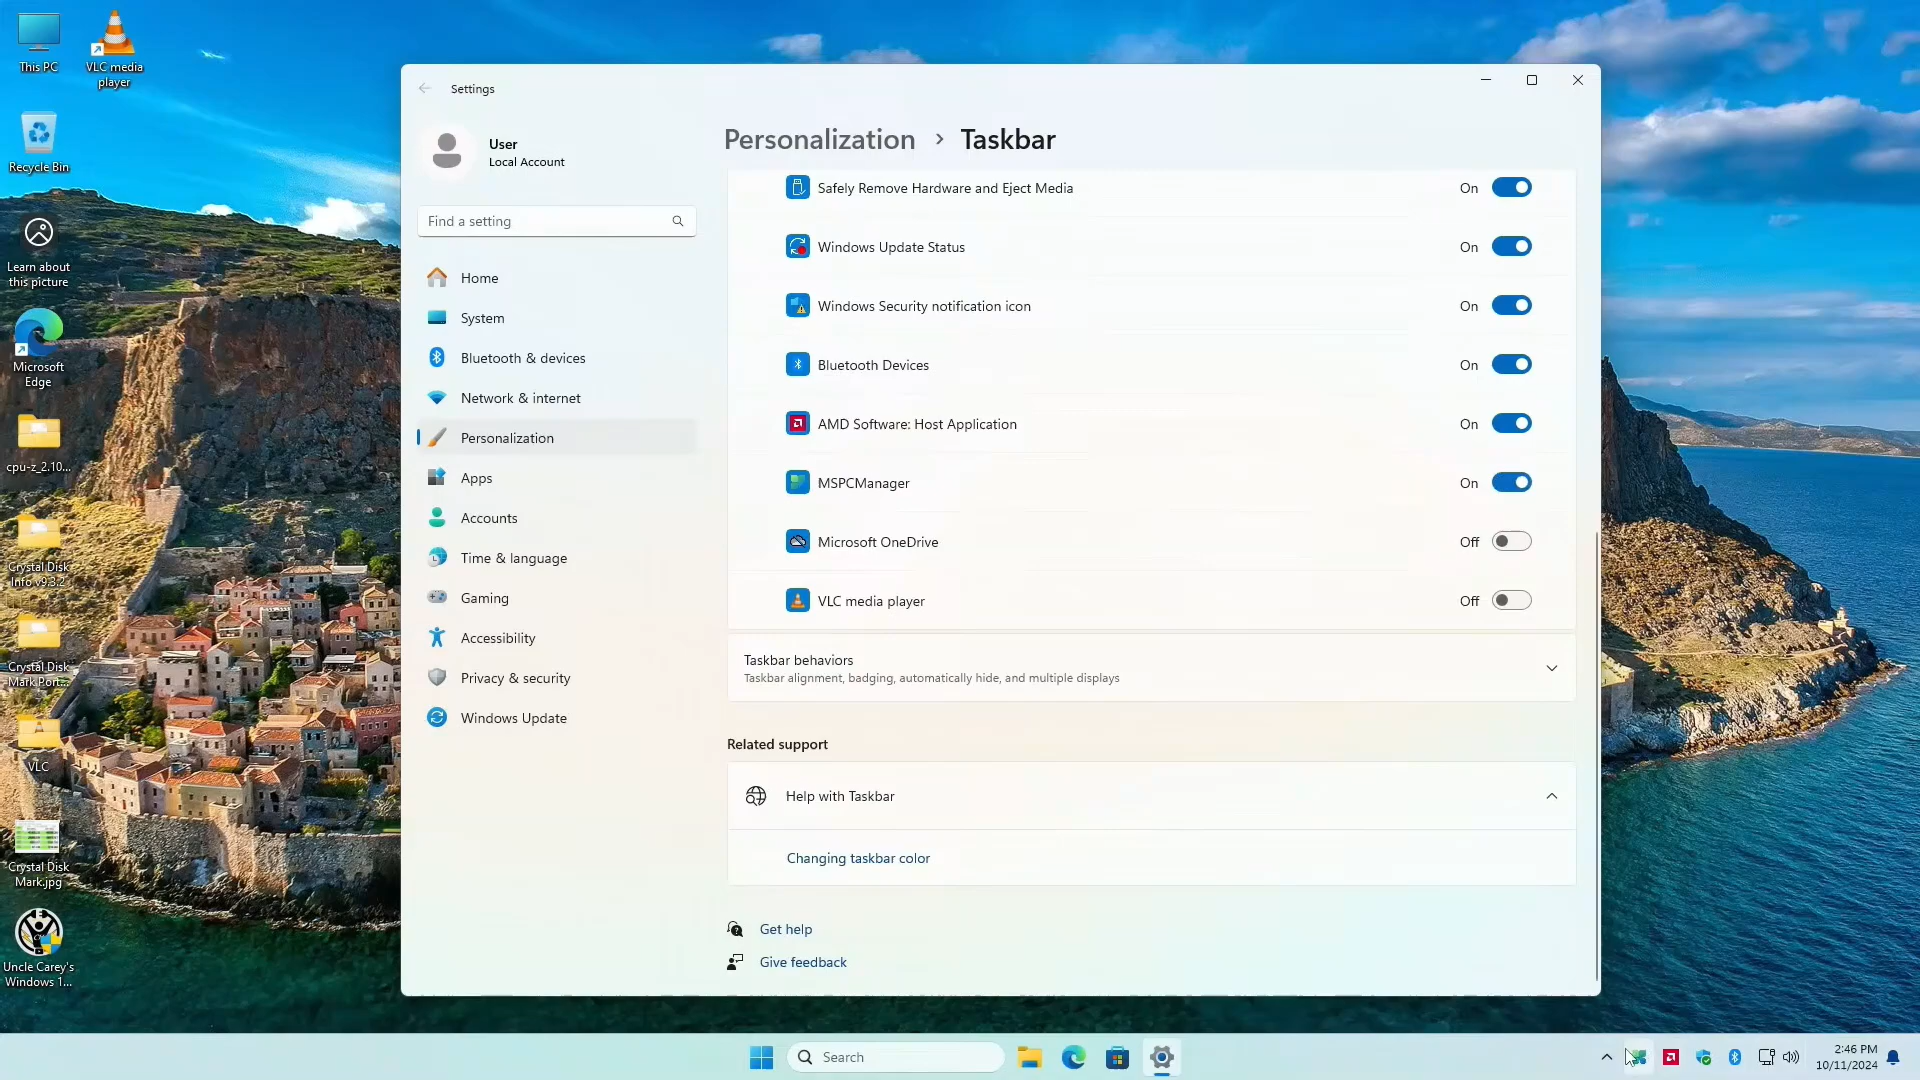 This PC
VLC media
player
Recycle Bin
Learn about
this picture
Microsoft
Edge
cpu-z_2.10...
Crystal Disk
Info v9.3.2
Crystal Disk
Mark Port...
VLC
Crystal Disk
Mark.jpg
Uncle Carey's
Windows 1...
Settings
User
Local Account
Find a setting
Home
System
Bluetooth & devices
Network & internet
Personalization
Apps
Accounts
Time & language
Gaming
Accessibility
Privacy & security
Windows Update
Personalization > Taskbar
Safely Remove Hardware and Eject Media On
Windows Update Status On
Windows Security notification icon On
Bluetooth Devices On
AMD Software: Host Application On
MSPCManager On
Microsoft OneDrive Off
VLC media player Off
Taskbar behaviors
Taskbar alignment, badging, automatically hide, and multiple displays
Related support
Help with Taskbar
Changing taskbar color
Get help
Give feedback
Search
2:46 PM
10/11/2024